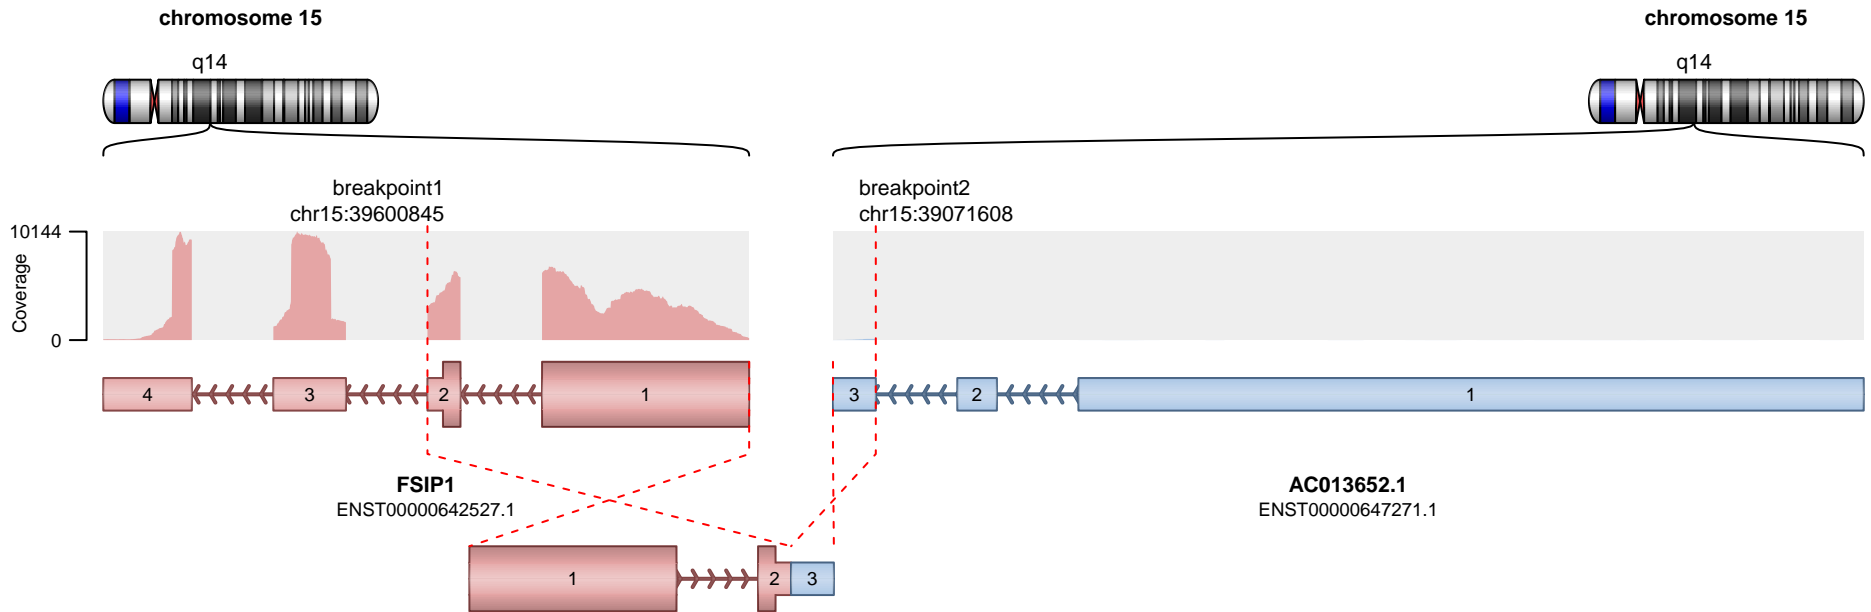 chromosome 15
chromosome 15
q14
q14
breakpoint1
chr15:39600845
breakpoint2
chr15:39071608
10144
Coverage
0
4
3
2
1
3
2
1
FSIP1
ENST00000642527.1
AC013652.1
ENST00000647271.1
1
2
3